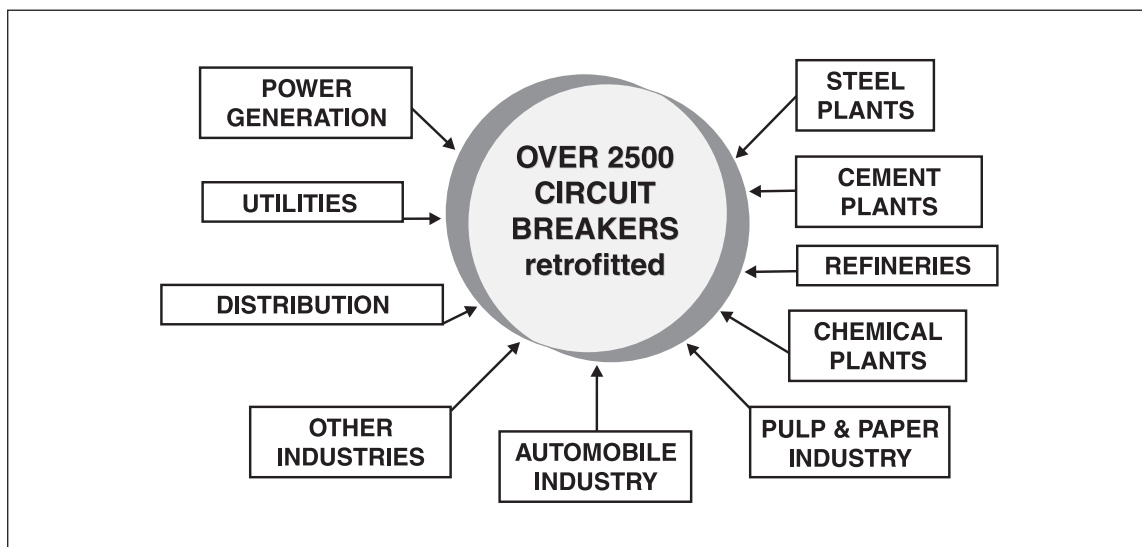 POWER
GENERATION
UTILITIES
DISTRIBUTION
OTHER
INDUSTRIES
OVER 2500
CIRCUIT
BREAKERS
retrofitted
AUTOMOBILE
INDUSTRY
STEEL
PLANTS
CEMENT
PLANTS
REFINERIES
CHEMICAL
PLANTS
PULP & PAPER
INDUSTRY